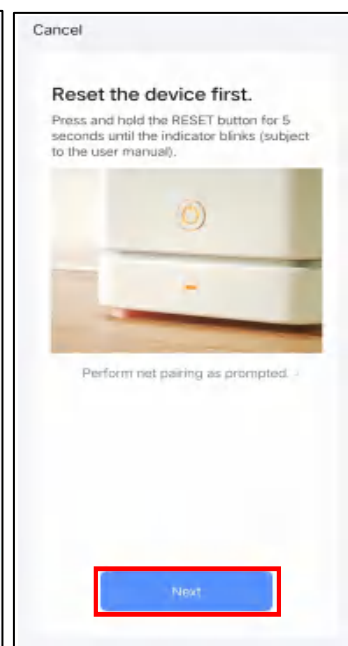 Cancel
Reset the device first.
Press and hold the RESET button for 5
seconds until the indicator blinks (subject
to the user manual).
Perform net pairing as prompted. ›
Next